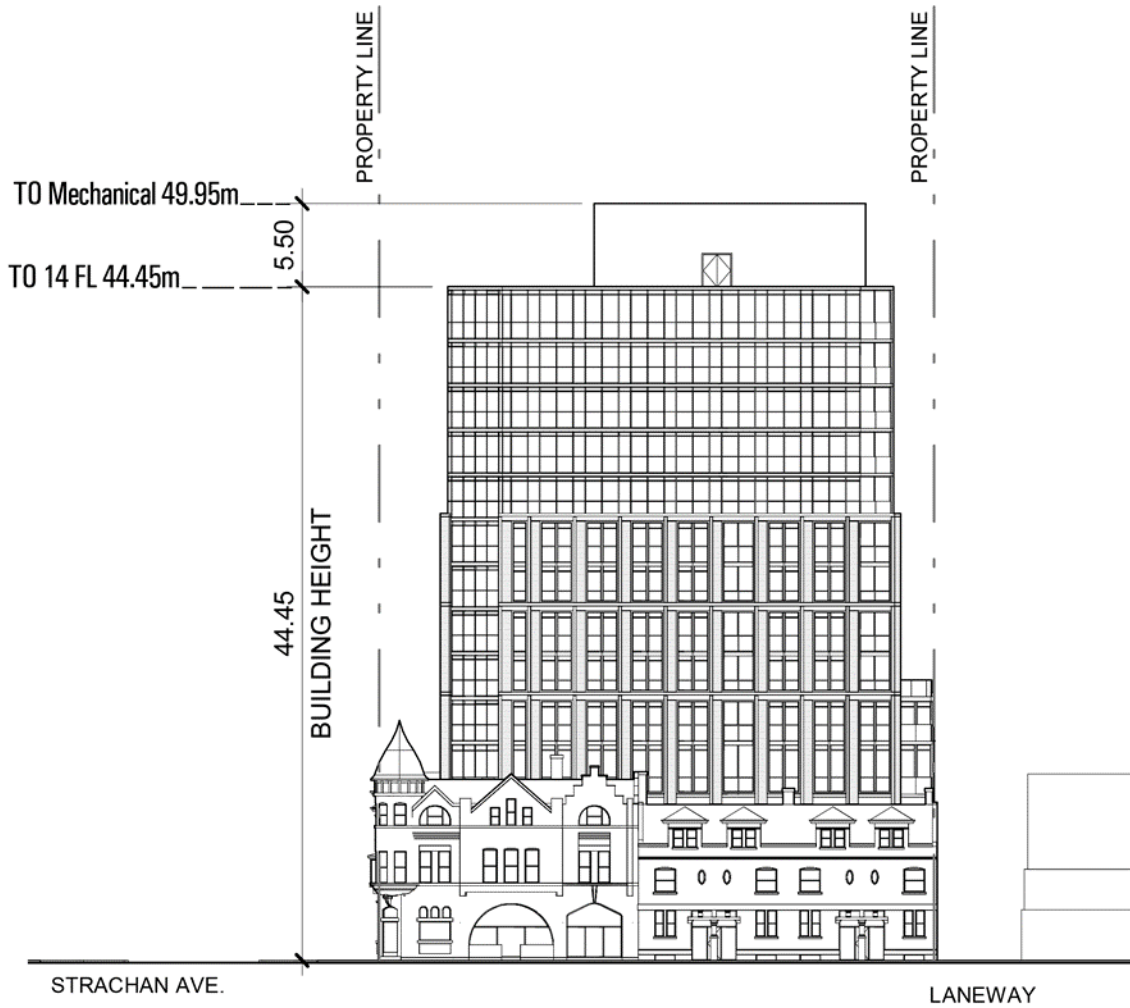 PROPERTY LINE
PROPERTY LINE
TO Mechanical 49.95m
5.50
TO 14 FL 44.45m
44.45
BUILDING HEIGHT
STRACHAN AVE.
LANEWAY